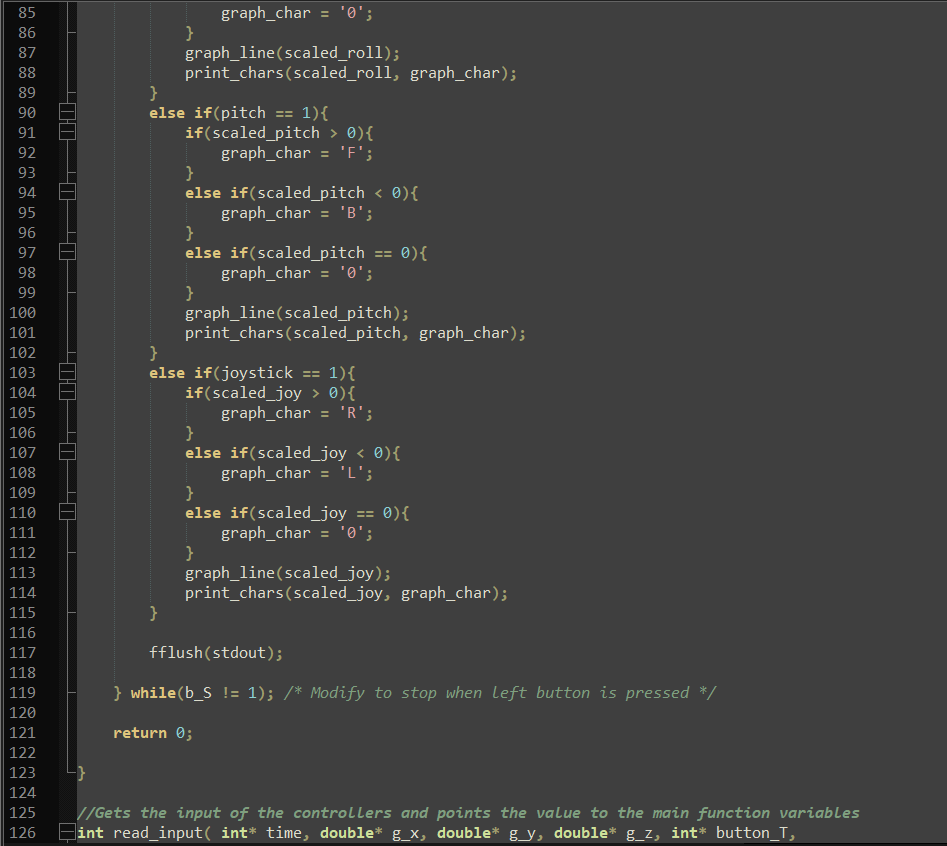 85 graph_char = '0';
86 }
87 graph_line(scaled_roll);
88 print_chars(scaled_roll, graph_char);
89 }
90 else if(pitch == 1){
91 if(scaled_pitch > 0){
92 graph_char = 'F';
93 }
94 else if(scaled_pitch < 0){
95 graph_char = 'B';
96 }
97 else if(scaled_pitch == 0){
98 graph_char = '0';
99 }
100 graph_line(scaled_pitch);
101 print_chars(scaled_pitch, graph_char);
102 }
103 else if(joystick == 1){
104 if(scaled_joy > 0){
105 graph_char = 'R';
106 }
107 else if(scaled_joy < 0){
108 graph_char = 'L';
109 }
110 else if(scaled_joy == 0){
111 graph_char = '0';
112 }
113 graph_line(scaled_joy);
114 print_chars(scaled_joy, graph_char);
115 }
116
117 fflush(stdout);
118
119 } while(b_S != 1); /* Modify to stop when left button is pressed */
120
121 return 0;
122
123 }
124
125 //Gets the input of the controllers and points the value to the main function variables
126 int read_input( int* time, double* g_x, double* g_y, double* g_z, int* button_T,